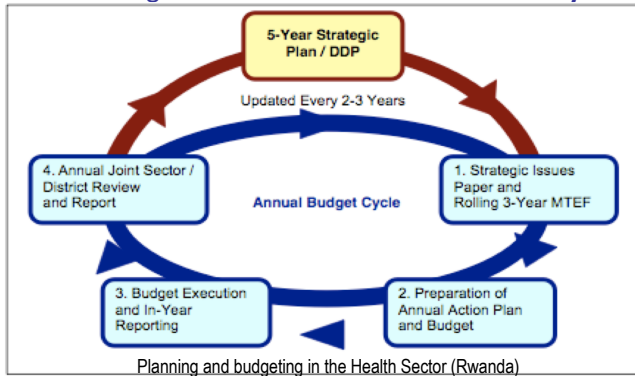 5-Year Strategic
Plan / DDP
Updated Every 2-3 Years
4. Annual Joint Sector /
District Review
and Report
Annual Budget Cycle
1. Strategic Issues
Paper and
Rolling 3-Year MTEF
3. Budget Execution
and In-Year
Reporting
2. Preparation of
Annual Action Plan
and Budget
Planning and budgeting in the Health Sector (Rwanda)